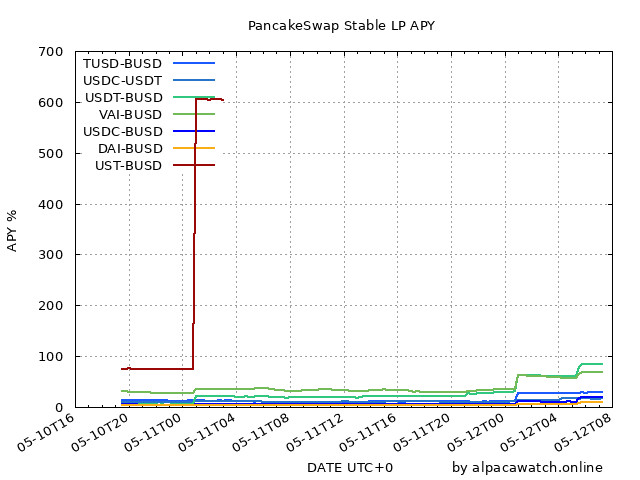 PancakeSwap Stable LP APY
700
600
500
400
300
200
100
0
APY %
TUSD-BUSD
USDC-USDT
USDT-BUSD
VAI-BUSD
USDC-BUSD
DAI-BUSD
UST-BUSD
05-10T16
05-10T20
05-11T00
05-11T04
05-11T08
05-11T12
05-11T16
05-11T20
05-12T00
05-12T04
05-12T08
DATE UTC+0
by alpacawatch.online